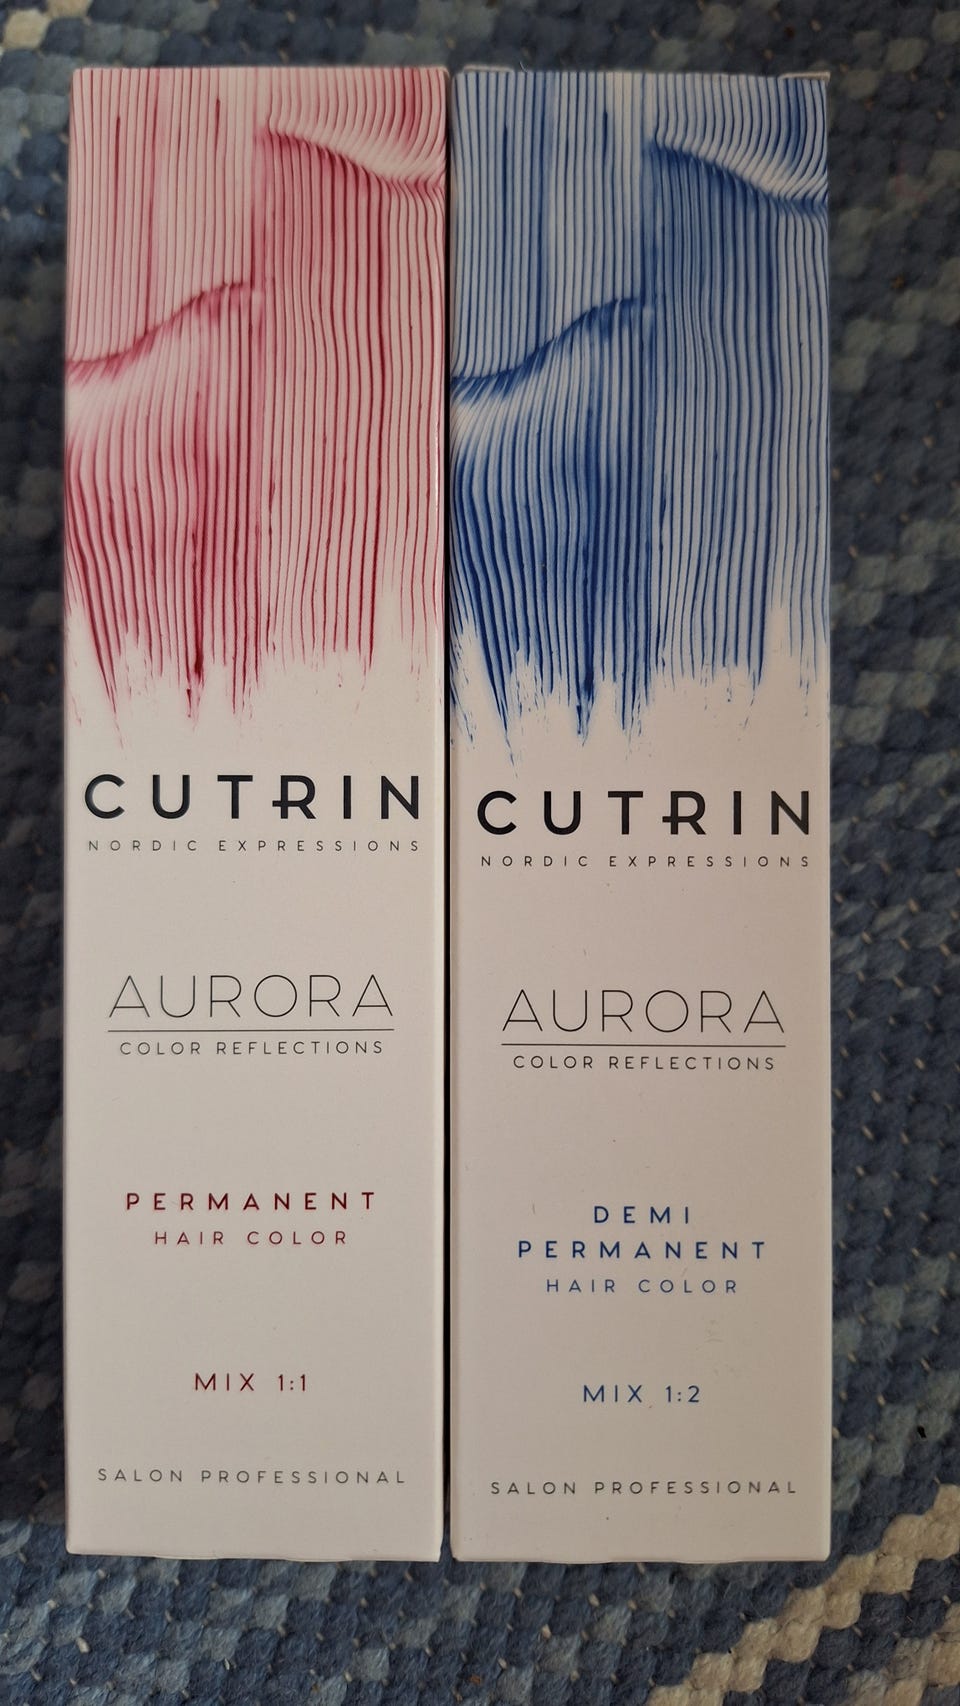 CUTRIN
NORDIC EXPRESSIONS
AURORA
COLOR REFLECTIONS
PERMANENT
HAIR COLOR
MIX 1:1
SALON PROFESSIONAL
CUTRIN
NORDIC EXPRESSIONS
AURORA
COLOR REFLECTIONS
DEMI
PERMANENT
HAIR COLOR
MIX 1:2
SALON PROFESSIONAL